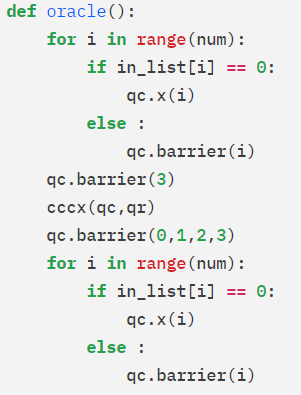 def oracle():
    for i in range(num):
        if in_list[i] == 0:
            qc.x(i)
        else :
            qc.barrier(i)
    qc.barrier(3)
    cccx(qc,qr)
    qc.barrier(0,1,2,3)
    for i in range(num):
        if in_list[i] == 0:
            qc.x(i)
        else :
            qc.barrier(i)